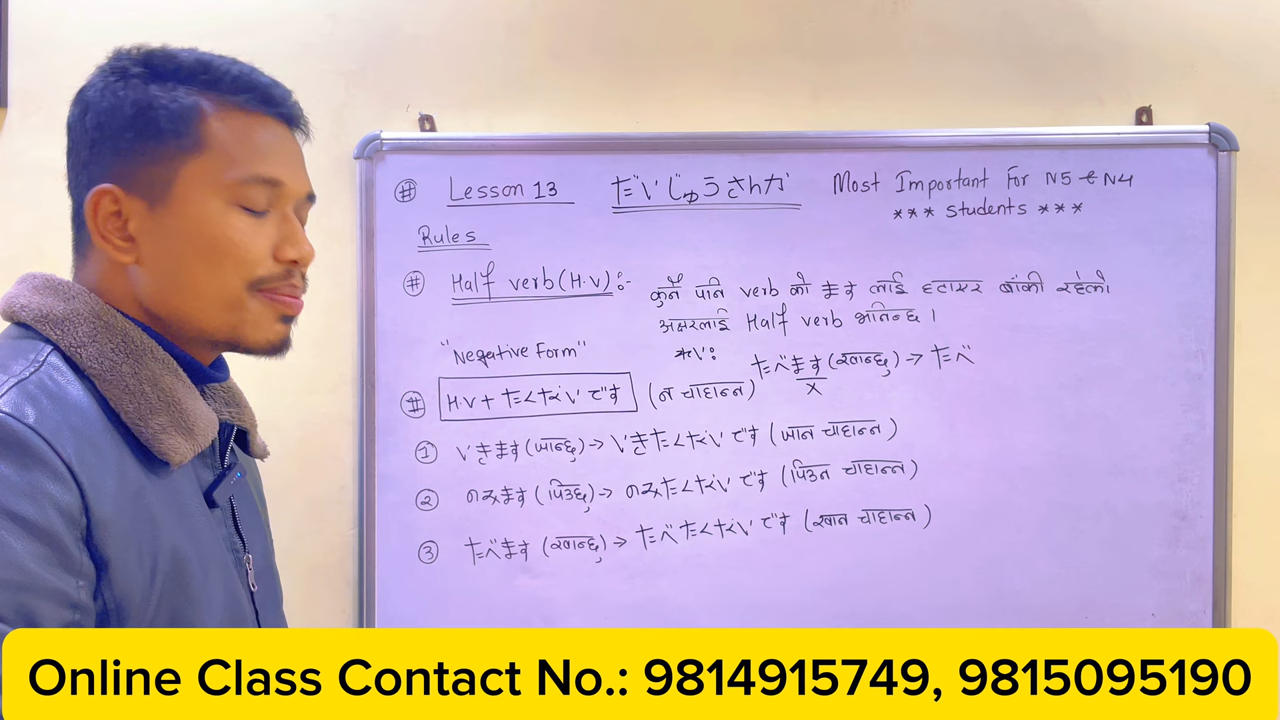 # Lesson 13 だいじゅうさんか Most Important For N5 & N4
*** Students ***
Rules
# Half verb (H.V) :- कुनै पनि verb को ます लाई हटाएर बाँकी रहेको
अक्षरलाई Half verb भनिन्छ ।
"Negative Form"
たべます (खान्छु) → たべ
X
# H.V + たくないです (न चाहान्न)
① いきます (जान्छु) → いきたくないです (जान चाहान्न)
② のみます (पिउँछु) → のみたくないです (पिउन चाहान्न)
③ たべます (खान्छु) → たべたくないです (खान चाहान्न)
Online Class Contact No.: 9814915749, 9815095190